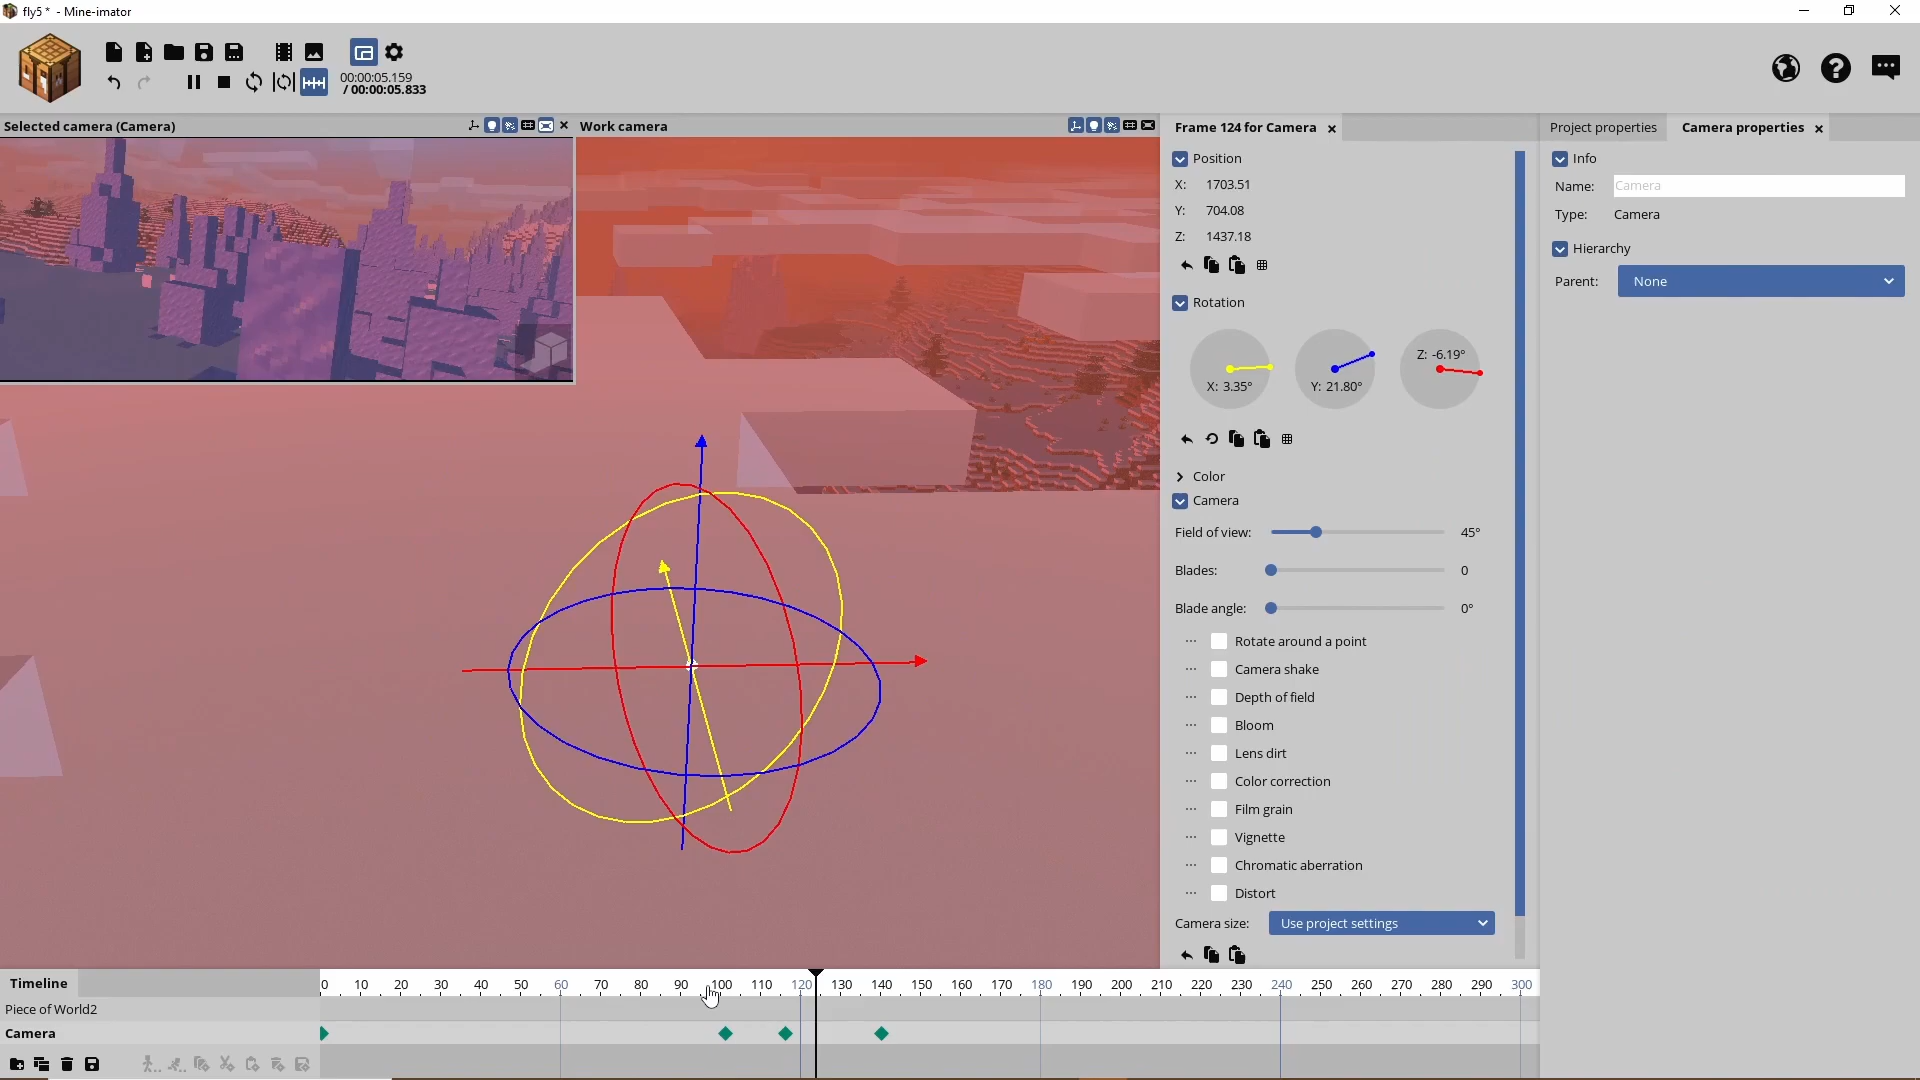 fly5 * - Mine-imator
00:00:05.159
/ 00:00:05.833
Selected camera (Camera)
Work camera
Frame 124 for Camera
Project properties
Camera properties
Position
X: 1703.51
Y: 704.08
Z: 1437.18
Rotation
X: 3.35°
Y: 21.80°
Z: -6.19°
Color
Camera
Field of view: 45°
Blades: 0
Blade angle: 0°
Rotate around a point
Camera shake
Depth of field
Bloom
Lens dirt
Color correction
Film grain
Vignette
Chromatic aberration
Distort
Camera size: Use project settings
Info
Name: Camera
Type: Camera
Hierarchy
Parent: None
Timeline
0 10 20 30 40 50 60 70 80 90 100 110 120 130 140 150 160 170 180 190 200 210 220 230 240 250 260 270 280 290 300
Piece of World2
Camera